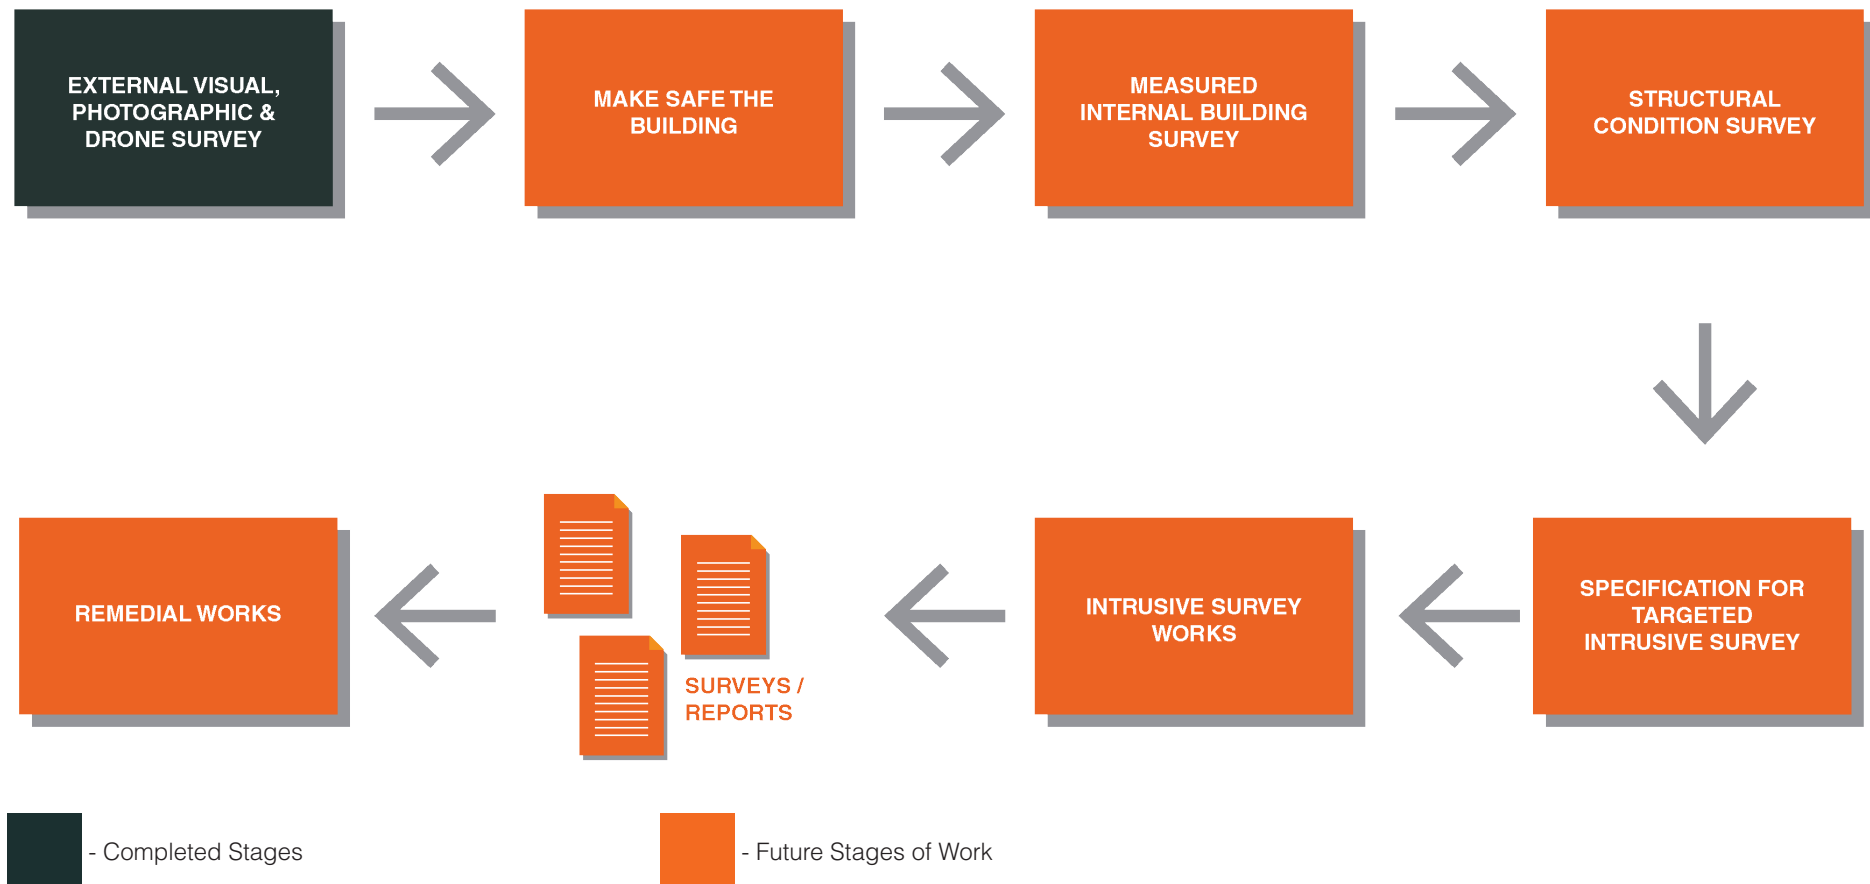 EXTERNAL VISUAL,
PHOTOGRAPHIC &
DRONE SURVEY
MAKE SAFE THE
BUILDING
MEASURED
INTERNAL BUILDING
SURVEY
STRUCTURAL
CONDITION SURVEY
SPECIFICATION FOR
TARGETED
INTRUSIVE SURVEY
INTRUSIVE SURVEY
WORKS
SURVEYS /
REPORTS
REMEDIAL WORKS
- Completed Stages
- Future Stages of Work